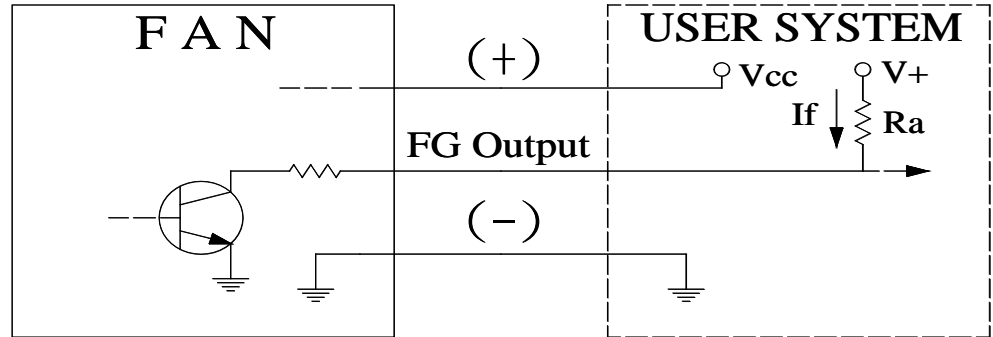 F A N
USER SYSTEM
(+)
Vcc
V+
If
Ra
FG Output
(-)